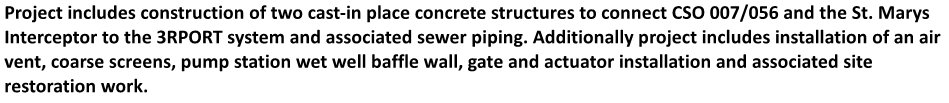 Project includes construction of two cast-in place concrete structures to connect CSO 007/056 and the St. Marys
Interceptor to the 3RPORT system and associated sewer piping. Additionally project includes installation of an air
vent, coarse screens, pump station wet well baffle wall, gate and actuator installation and associated site
restoration work.